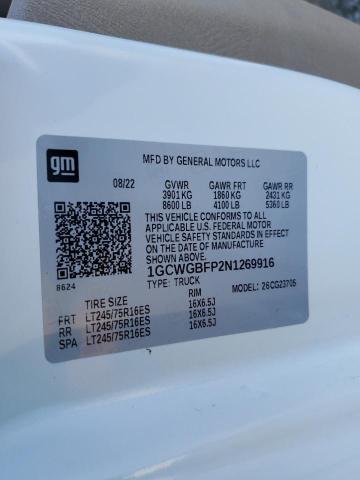 gm
MFD BY GENERAL MOTORS LLC
08/22 GVWR GAWR FRT GAWR RR
3901 KG 1860 KG 2431 KG
8600 LB 4100 LB 5360 LB
THIS VEHICLE CONFORMS TO ALL APPLICABLE
U.S. FEDERAL MOTOR VEHICLE SAFETY
STANDARDS IN EFFECT ON THE DATE OF
MANUFACTURE SHOWN ABOVE.
1GCWGBFP2N1269916
8624 TYPE: TRUCK
TIRE SIZE RIM 26CG23705
FRT LT245/75R16ES 16X6.5J
RR LT245/75R16ES 16X6.5J
SPA LT245/75R16ES 16X6.5J